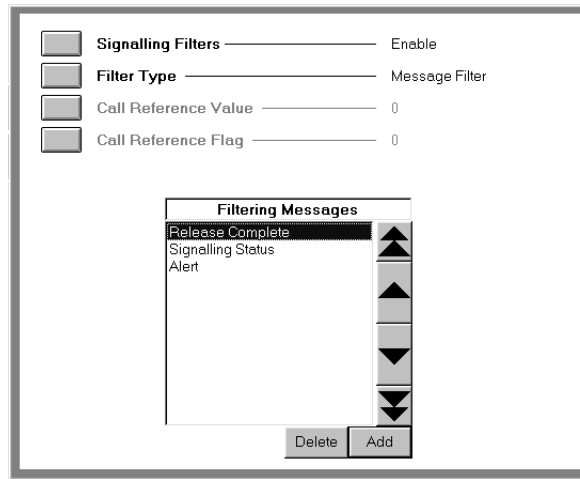 Signalling Filters Enable
Filter Type Message Filter
Call Reference Value 0
Call Reference Flag 0
Filtering Messages
Release Complete
Signalling Status
Alert
Delete Add